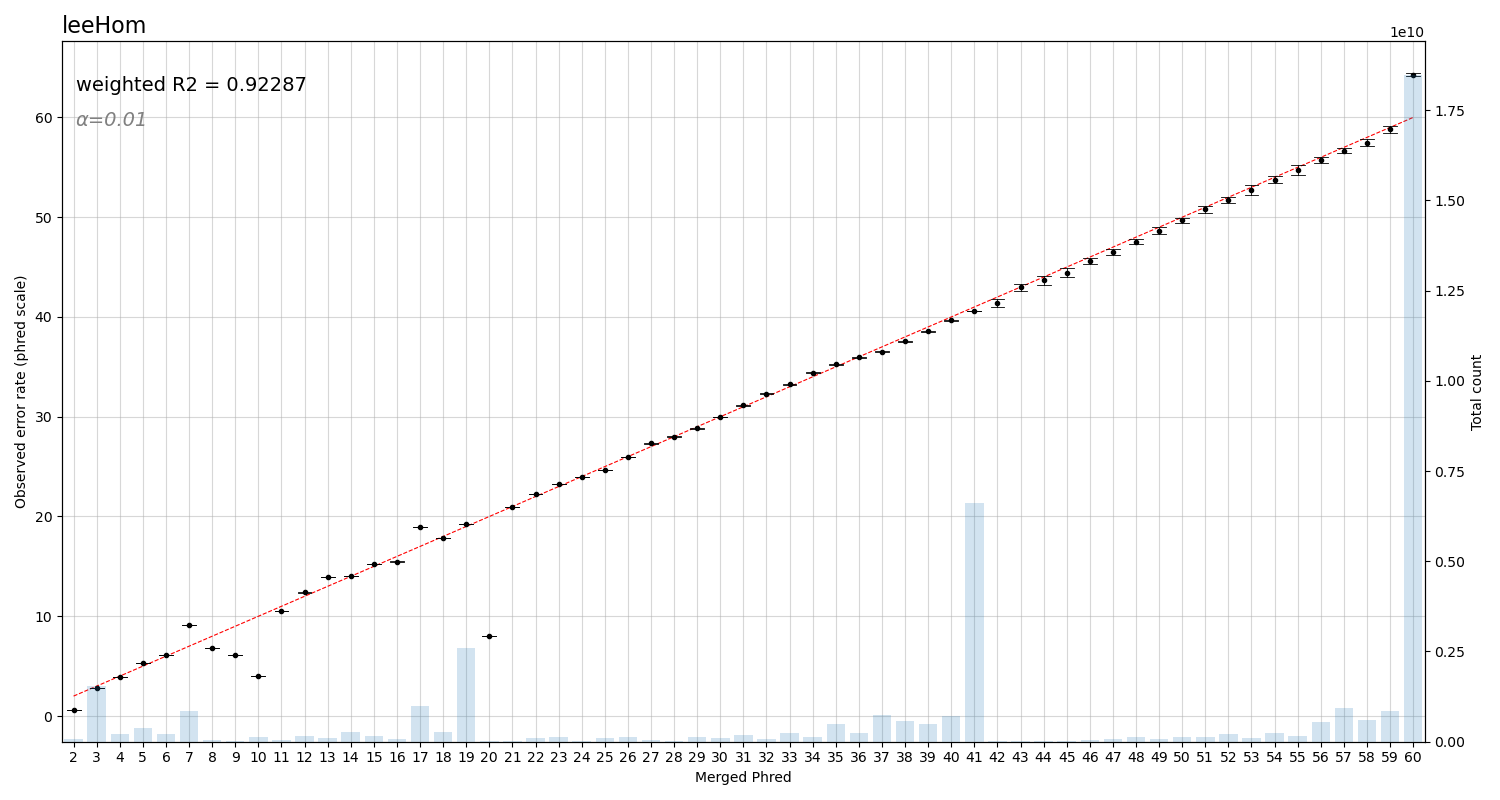 leeHom
1e10
weighted R2 = 0.92287
α=0.01
Observed error rate (phred scale)
60
50
40
30
20
10
0
1.75
1.50
1.25
1.00
0.75
0.50
0.25
0.00
Total count
2 3 4 5 6 7 8 9 10 11 12 13 14 15 16 17 18 19 20 21 22 23 24 25 26 27 28 29 30 31 32 33 34 35 36 37 38 39 40 41 42 43 44 45 46 47 48 49 50 51 52 53 54 55 56 57 58 59 60
Merged Phred